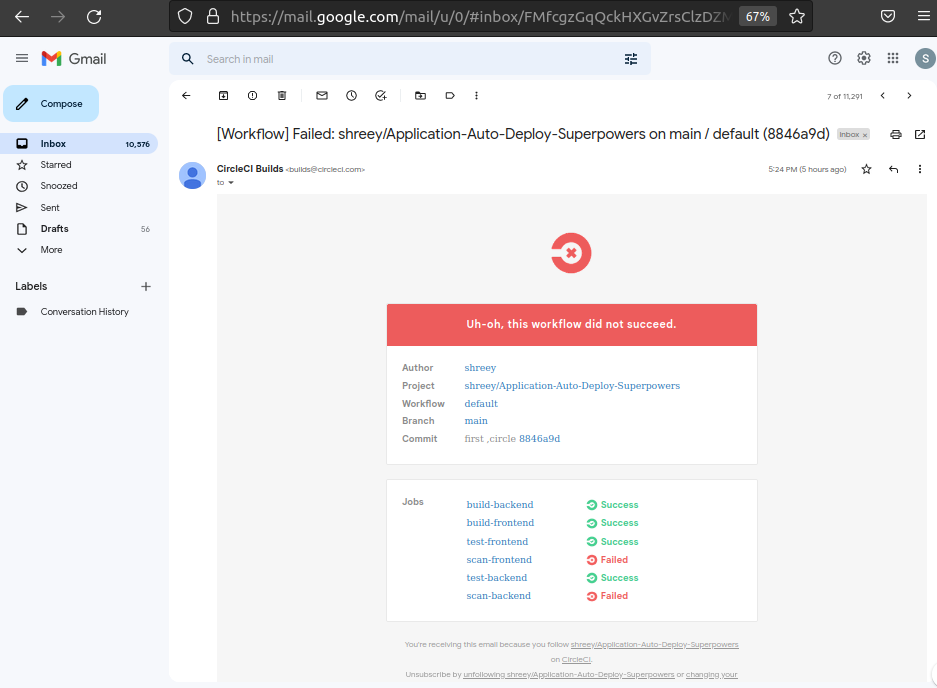 https://mail.google.com/mail/u/0/#inbox/FMfcgzGqQckHXGvZrsClzDZN 67%
Gmail
Search in mail
S
Compose
7 of 11,291
[Workflow] Failed: shreey/Application-Auto-Deploy-Superpowers on main / default (8846a9d) Inbox ×
Inbox 10,576
Starred
Snoozed
Sent
Drafts 56
More
Labels
Conversation History
CircleCI Builds <builds@circleci.com> 5:24 PM (5 hours ago)
to
Uh-oh, this workflow did not succeed.
Author shreey
Project shreey/Application-Auto-Deploy-Superpowers
Workflow default
Branch main
Commit first ,circle 8846a9d
Jobs build-backend Success
build-frontend Success
test-frontend Success
scan-frontend Failed
test-backend Success
scan-backend Failed
You're receiving this email because you follow shreey/Application-Auto-Deploy-Superpowers
on CircleCI.
Unsubscribe by unfollowing shreey/Application-Auto-Deploy-Superpowers or changing your